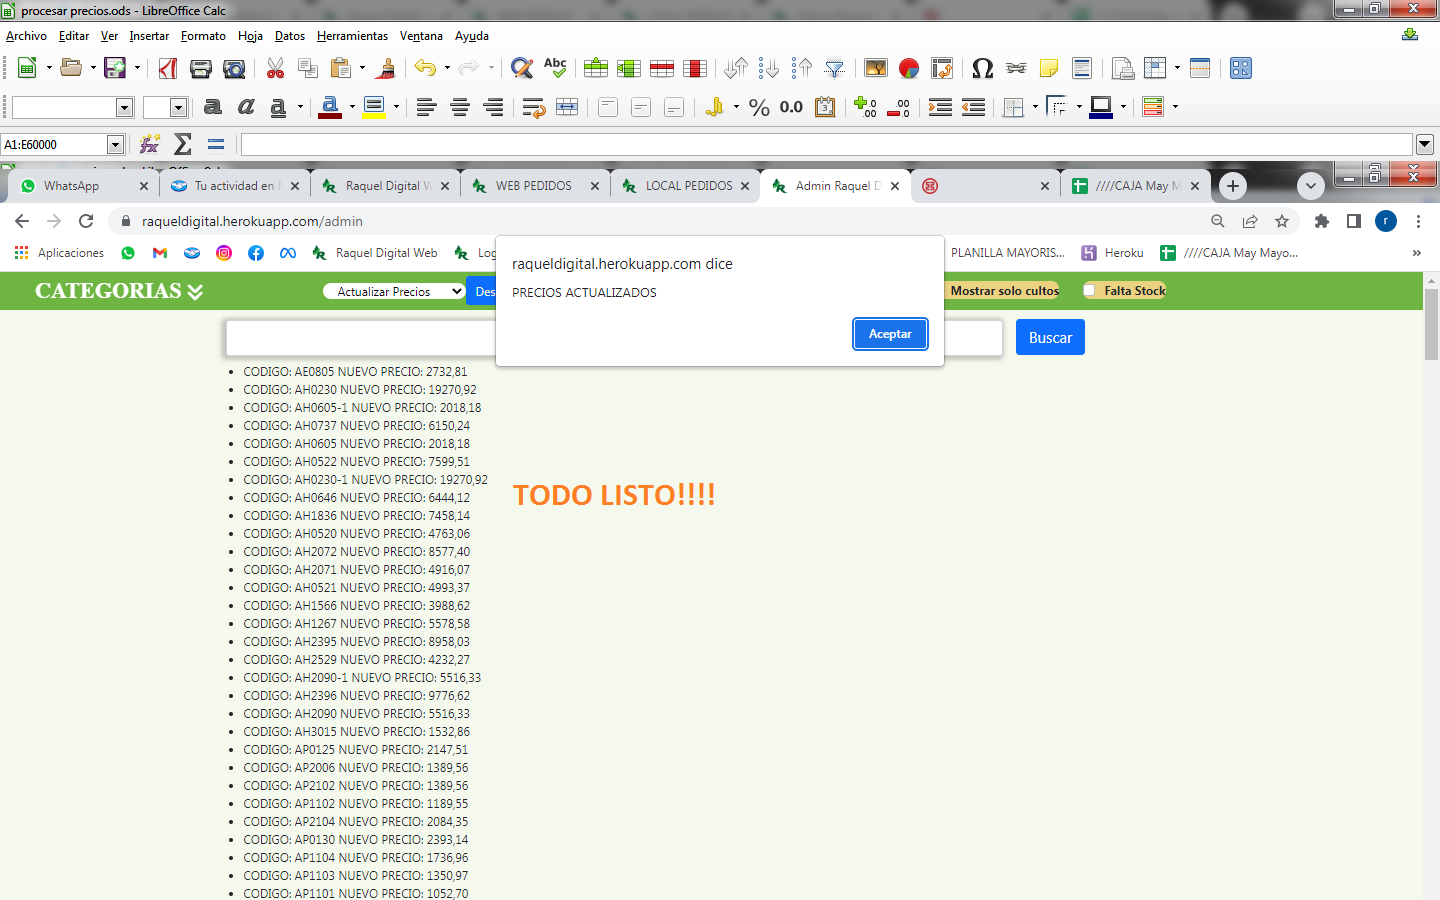 procesar precios.ods - LibreOffice Calc
Archivo Editar Ver Insertar Formato Hoja Datos Herramientas Ventana Ayuda
A1:E60000
WhatsApp Tu actividad en Raquel Digital W WEB PEDIDOS LOCAL PEDIDOS Admin Raquel D ////CAJA May M
raqueldigital.herokuapp.com/admin r
Aplicaciones Raquel Digital Web Log PLANILLA MAYORIS... Heroku ////CAJA May Mayo... »
raqueldigital.herokuapp.com dice
PRECIOS ACTUALIZADOS
Aceptar
CATEGORIAS Actualizar Precios Des Mostrar solo cultos Falta Stock
Buscar
• CODIGO: AE0805 NUEVO PRECIO: 2732,81
• CODIGO: AH0230 NUEVO PRECIO: 19270,92
• CODIGO: AH0605-1 NUEVO PRECIO: 2018,18
• CODIGO: AH0737 NUEVO PRECIO: 6150,24
• CODIGO: AH0605 NUEVO PRECIO: 2018,18
• CODIGO: AH0522 NUEVO PRECIO: 7599,51
• CODIGO: AH0230-1 NUEVO PRECIO: 19270,92
• CODIGO: AH0646 NUEVO PRECIO: 6444,12
TODO LISTO!!!!
• CODIGO: AH1836 NUEVO PRECIO: 7458,14
• CODIGO: AH0520 NUEVO PRECIO: 4763,06
• CODIGO: AH2072 NUEVO PRECIO: 8577,40
• CODIGO: AH2071 NUEVO PRECIO: 4916,07
• CODIGO: AH0521 NUEVO PRECIO: 4993,37
• CODIGO: AH1566 NUEVO PRECIO: 3988,62
• CODIGO: AH1267 NUEVO PRECIO: 5578,58
• CODIGO: AH2395 NUEVO PRECIO: 8958,03
• CODIGO: AH2529 NUEVO PRECIO: 4232,27
• CODIGO: AH2090-1 NUEVO PRECIO: 5516,33
• CODIGO: AH2396 NUEVO PRECIO: 9776,62
• CODIGO: AH2090 NUEVO PRECIO: 5516,33
• CODIGO: AH3015 NUEVO PRECIO: 1532,86
• CODIGO: AP0125 NUEVO PRECIO: 2147,51
• CODIGO: AP2006 NUEVO PRECIO: 1389,56
• CODIGO: AP2102 NUEVO PRECIO: 1389,56
• CODIGO: AP1102 NUEVO PRECIO: 1189,55
• CODIGO: AP2104 NUEVO PRECIO: 2084,35
• CODIGO: AP0130 NUEVO PRECIO: 2393,14
• CODIGO: AP1104 NUEVO PRECIO: 1736,96
• CODIGO: AP1103 NUEVO PRECIO: 1350,97
• CODIGO: AP1101 NUEVO PRECIO: 1052,70